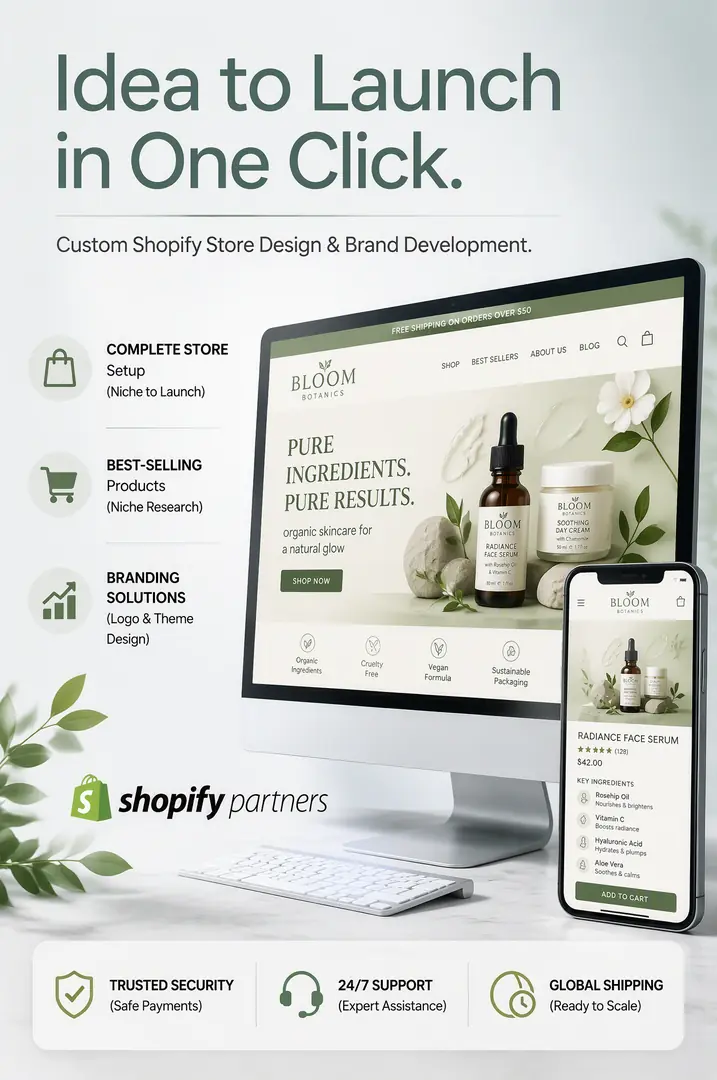 Idea to Launch
in One Click.
Custom Shopify Store Design & Brand Development.
COMPLETE STORE
Setup
(Niche to Launch)
BEST-SELLING
Products
(Niche Research)
BRANDING
SOLUTIONS
(Logo & Theme
Design)
FREE SHIPPING ON ORDERS OVER $50
BLOOM
BOTANICS
SHOP BEST SELLERS ABOUT US BLOG
PURE
INGREDIENTS.
PURE RESULTS.
organic skincare for
a natural glow
SHOP NOW
BLOOM
BOTANICS
RADIANCE
FACE SERUM
with Rosehip Oil
& Vitamin C
BLOOM
BOTANICS
SOOTHING
DAY CREAM
with Chamomile
50 ml
Organic
Ingredients
Cruelty
Free
Vegan
Formula
Sustainable
Packaging
BLOOM
BOTANICS
RADIANCE FACE SERUM
★★★★★ (128)
$42.00
KEY INGREDIENTS
Rosehip Oil
Nourishes & brightens
Vitamin C
Boosts radiance
Hyaluronic Acid
Hydrates & plumps
Aloe Vera
Soothes & calms
ADD TO CART
shopify partners
TRUSTED SECURITY
(Safe Payments)
24/7 SUPPORT
(Expert Assistance)
GLOBAL SHIPPING
(Ready to Scale)